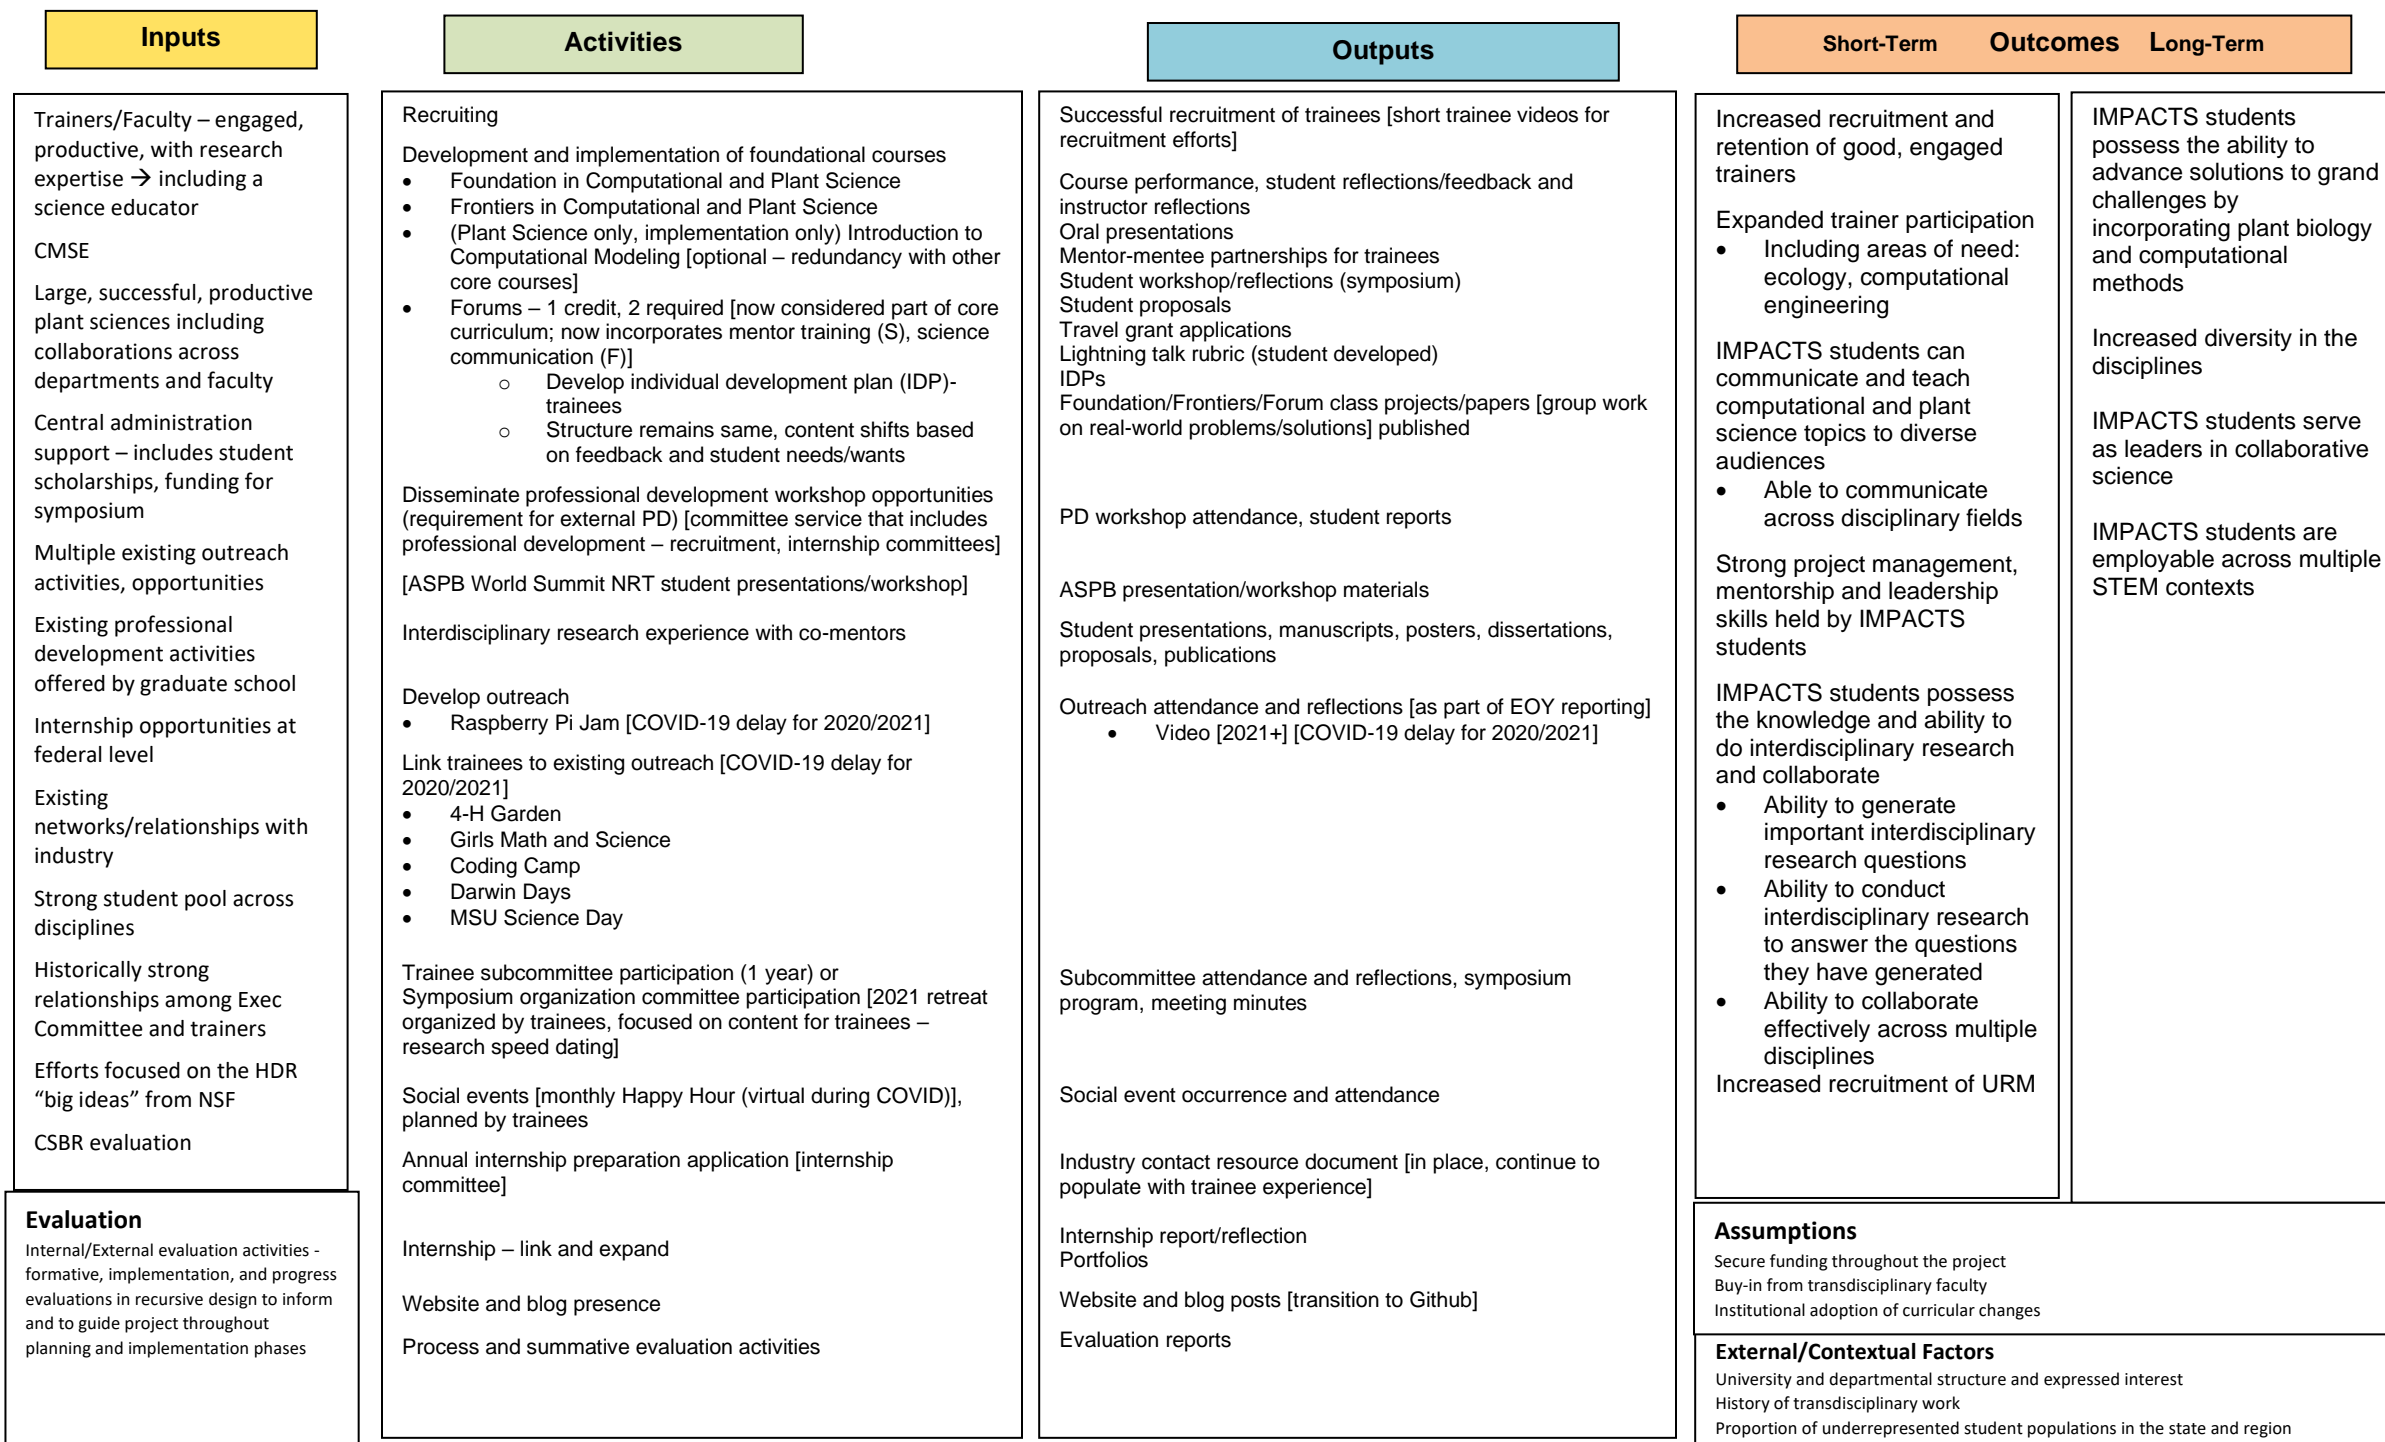 Inputs
Activities
Outputs
Short-Term Outcomes Long-Term
Trainers/Faculty – engaged,
productive, with research
expertise → including a
science educator
CMSE
Large, successful, productive
plant sciences including
collaborations across
departments and faculty
Central administration
support – includes student
scholarships, funding for
symposium
Multiple existing outreach
activities, opportunities
Existing professional
development activities
offered by graduate school
Internship opportunities at
federal level
Existing
networks/relationships with
industry
Strong student pool across
disciplines
Historically strong
relationships among Exec
Committee and trainers
Efforts focused on the HDR
“big ideas” from NSF
CSBR evaluation
Evaluation
Internal/External evaluation activities -
formative, implementation, and progress
evaluations in recursive design to inform
and to guide project throughout
planning and implementation phases
Recruiting
Development and implementation of foundational courses
• Foundation in Computational and Plant Science
• Frontiers in Computational and Plant Science
• (Plant Science only, implementation only) Introduction to
Computational Modeling [optional – redundancy with other
core courses]
• Forums – 1 credit, 2 required [now considered part of core
curriculum; now incorporates mentor training (S), science
communication (F)]
o Develop individual development plan (IDP)-
trainees
o Structure remains same, content shifts based
on feedback and student needs/wants
Disseminate professional development workshop opportunities
(requirement for external PD) [committee service that includes
professional development – recruitment, internship committees]
[ASPB World Summit NRT student presentations/workshop]
Interdisciplinary research experience with co-mentors
Develop outreach
• Raspberry Pi Jam [COVID-19 delay for 2020/2021]
Link trainees to existing outreach [COVID-19 delay for
2020/2021]
• 4-H Garden
• Girls Math and Science
• Coding Camp
• Darwin Days
• MSU Science Day
Trainee subcommittee participation (1 year) or
Symposium organization committee participation [2021 retreat
organized by trainees, focused on content for trainees –
research speed dating]
Social events [monthly Happy Hour (virtual during COVID)],
planned by trainees
Annual internship preparation application [internship
committee]
Internship – link and expand
Website and blog presence
Process and summative evaluation activities
Successful recruitment of trainees [short trainee videos for
recruitment efforts]
Course performance, student reflections/feedback and
instructor reflections
Oral presentations
Mentor-mentee partnerships for trainees
Student workshop/reflections (symposium)
Student proposals
Travel grant applications
Lightning talk rubric (student developed)
IDPs
Foundation/Frontiers/Forum class projects/papers [group work
on real-world problems/solutions] published
PD workshop attendance, student reports
ASPB presentation/workshop materials
Student presentations, manuscripts, posters, dissertations,
proposals, publications
Outreach attendance and reflections [as part of EOY reporting]
• Video [2021+] [COVID-19 delay for 2020/2021]
Subcommittee attendance and reflections, symposium
program, meeting minutes
Social event occurrence and attendance
Industry contact resource document [in place, continue to
populate with trainee experience]
Internship report/reflection
Portfolios
Website and blog posts [transition to Github]
Evaluation reports
Increased recruitment and
retention of good, engaged
trainers
Expanded trainer participation
• Including areas of need:
ecology, computational
engineering
IMPACTS students can
communicate and teach
computational and plant
science topics to diverse
audiences
• Able to communicate
across disciplinary fields
Strong project management,
mentorship and leadership
skills held by IMPACTS
students
IMPACTS students possess
the knowledge and ability to
do interdisciplinary research
and collaborate
• Ability to generate
important interdisciplinary
research questions
• Ability to conduct
interdisciplinary research
to answer the questions
they have generated
• Ability to collaborate
effectively across multiple
disciplines
Increased recruitment of URM
IMPACTS students
possess the ability to
advance solutions to grand
challenges by
incorporating plant biology
and computational
methods
Increased diversity in the
disciplines
IMPACTS students serve
as leaders in collaborative
science
IMPACTS students are
employable across multiple
STEM contexts
Assumptions
Secure funding throughout the project
Buy-in from transdisciplinary faculty
Institutional adoption of curricular changes
External/Contextual Factors
University and departmental structure and expressed interest
History of transdisciplinary work
Proportion of underrepresented student populations in the state and region